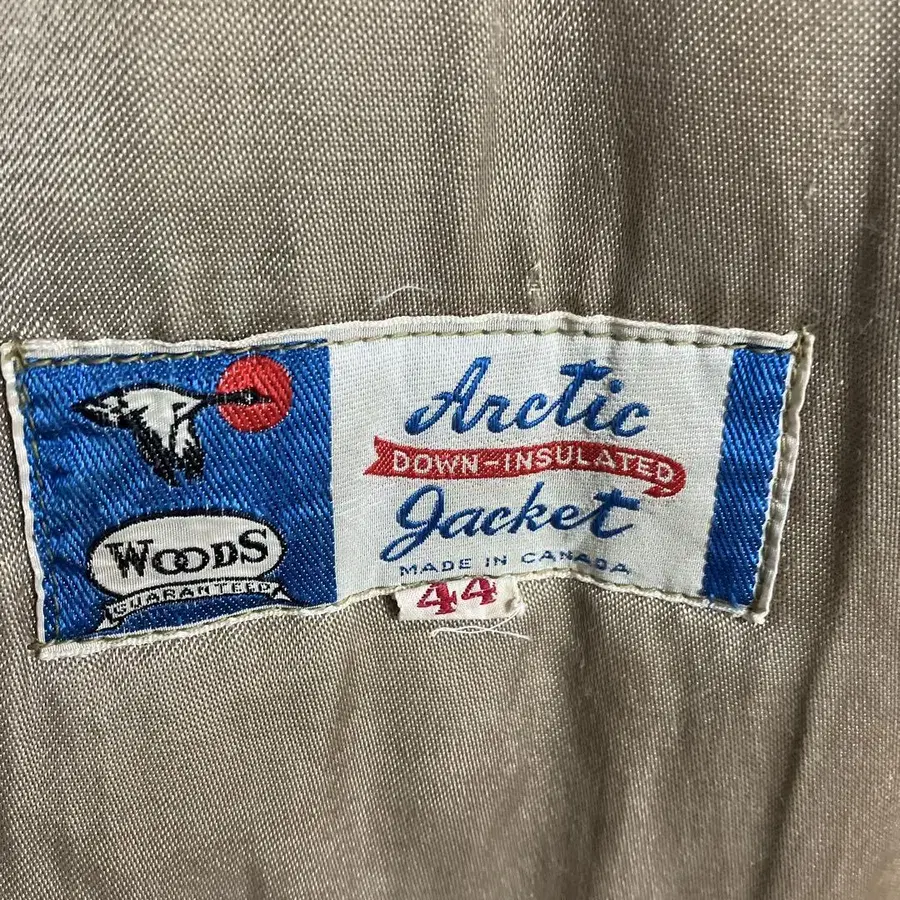 WOODS
GUARANTEED
Arctic
DOWN-INSULATED
Jacket
MADE IN CANADA
44